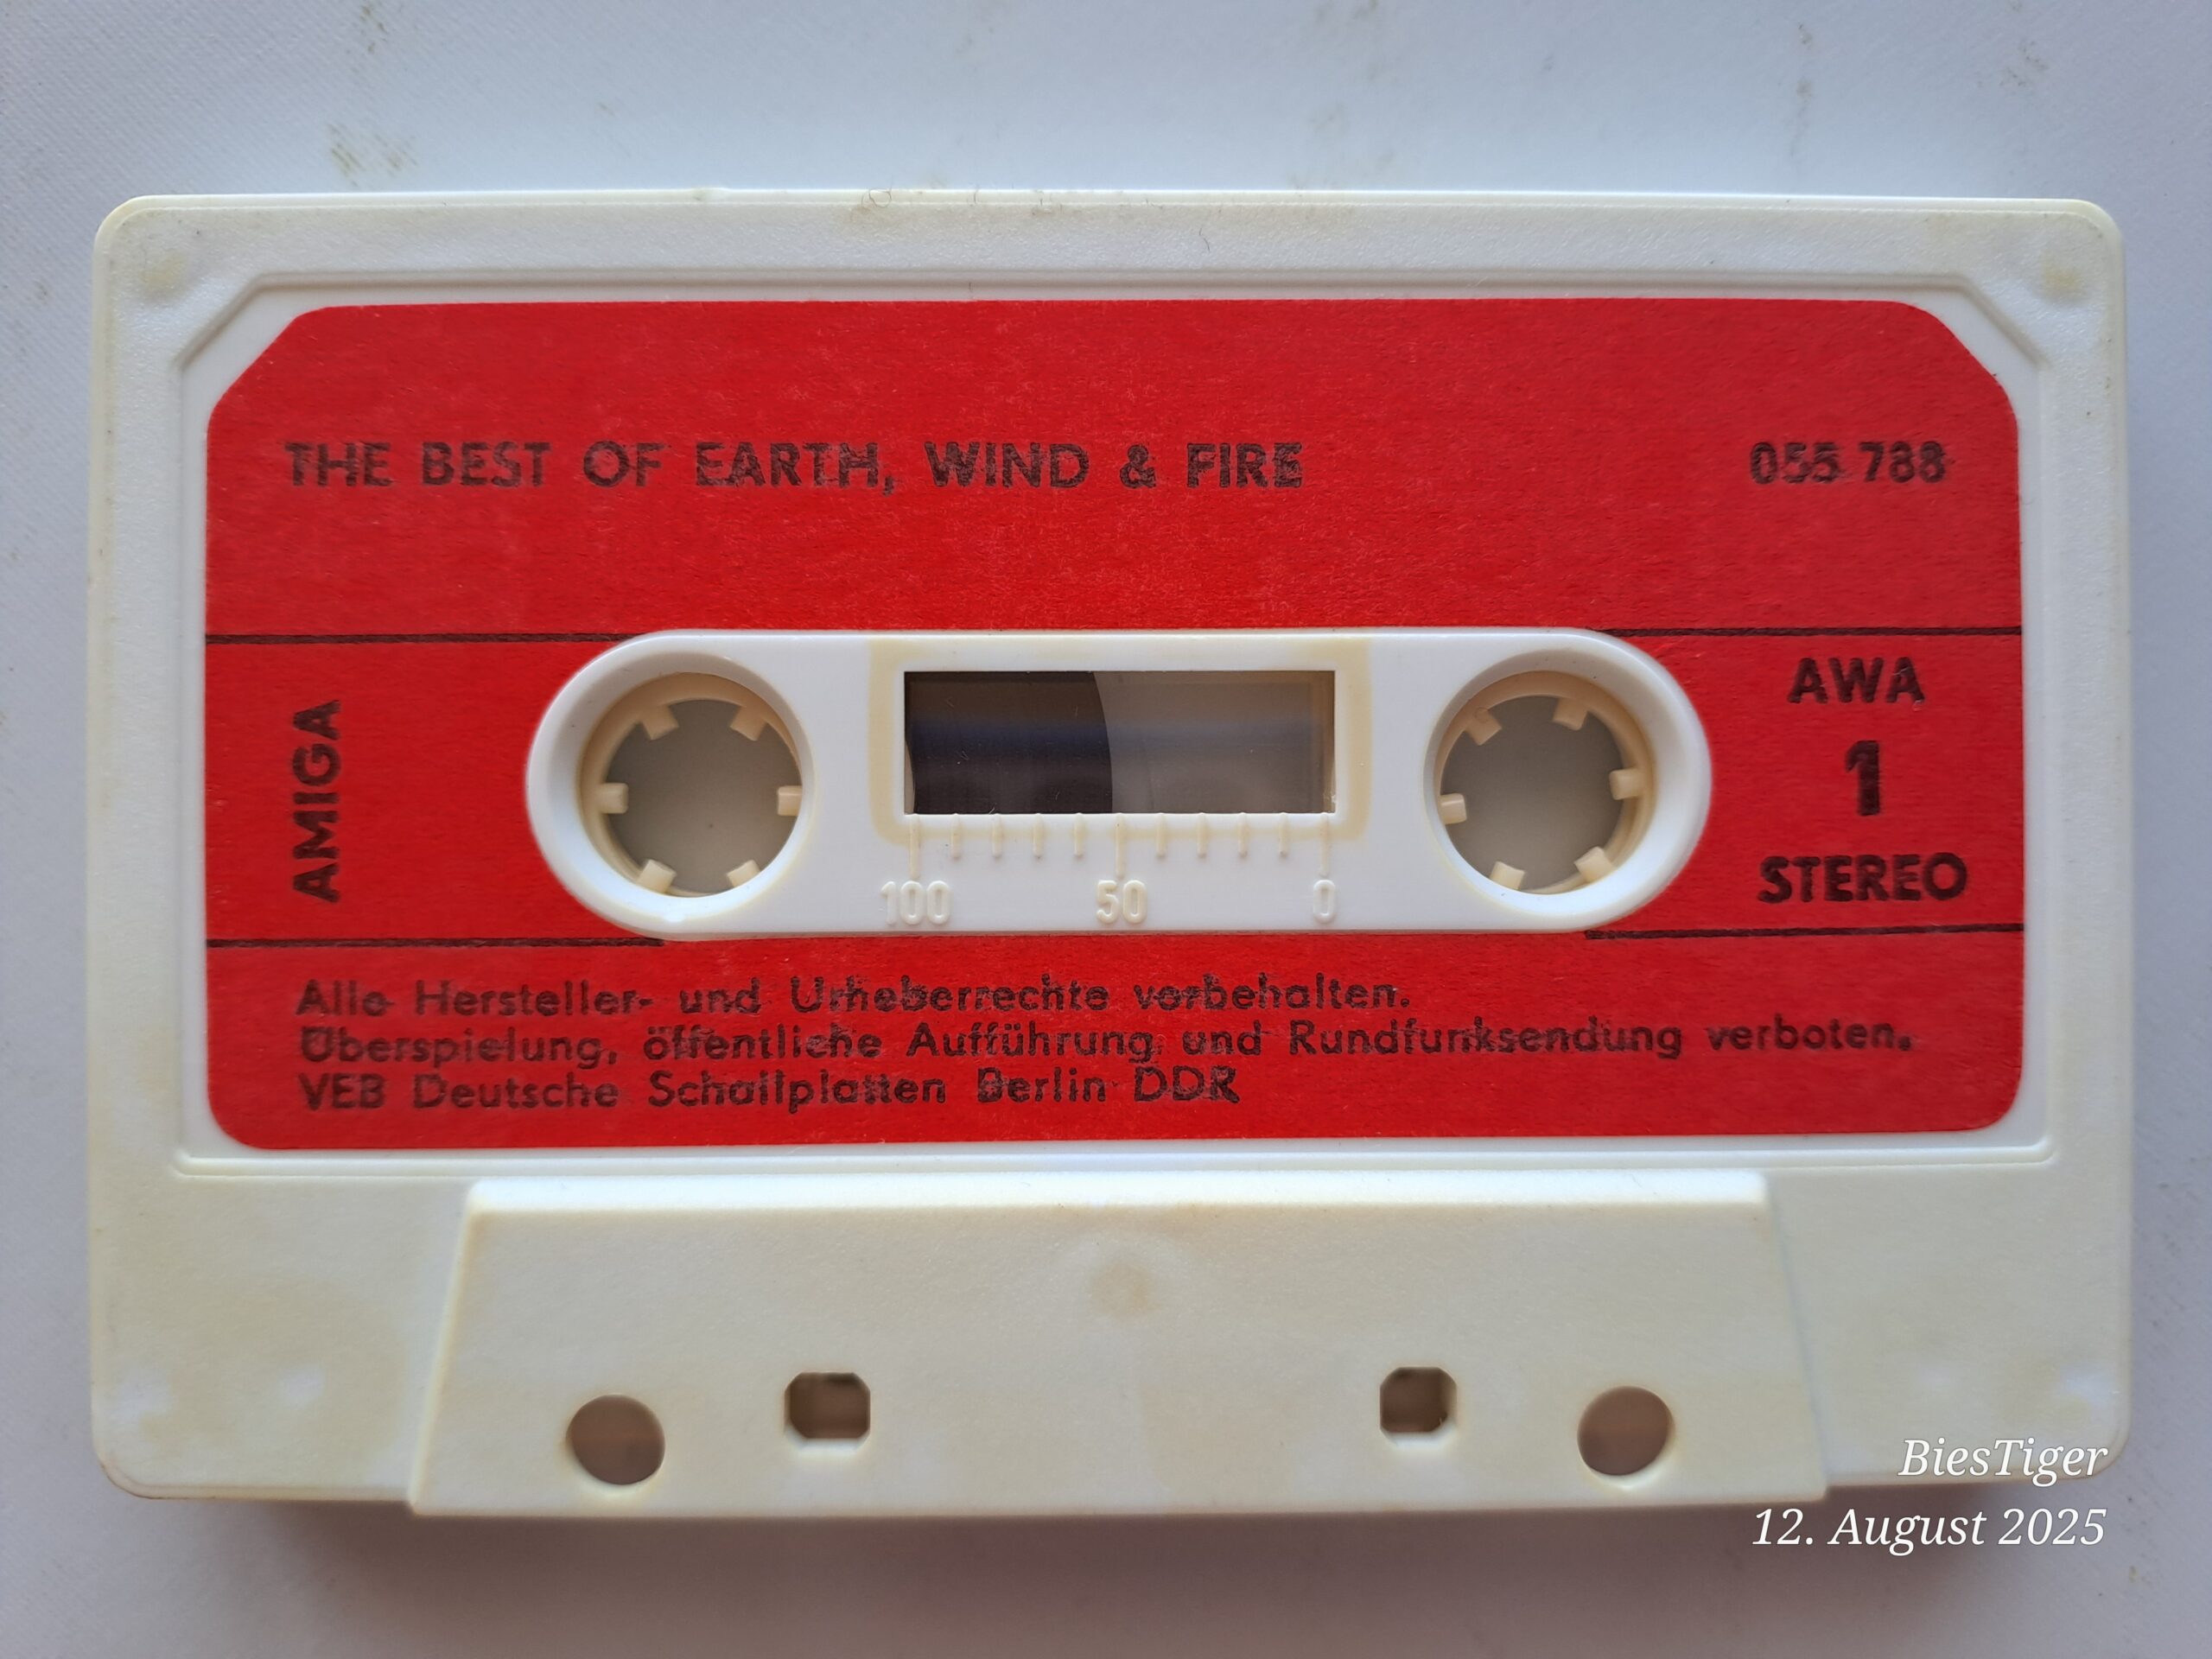 THE BEST OF EARTH, WIND & FIRE 055 788
AMIGA
AWA
1
STEREO
100 50 0
Alle Hersteller- und Urheberrechte vorbehalten.
Überspielung, öffentliche Aufführung und Rundfunksendung verboten.
VEB Deutsche Schallplatten Berlin DDR
BiesTiger
12. August 2025